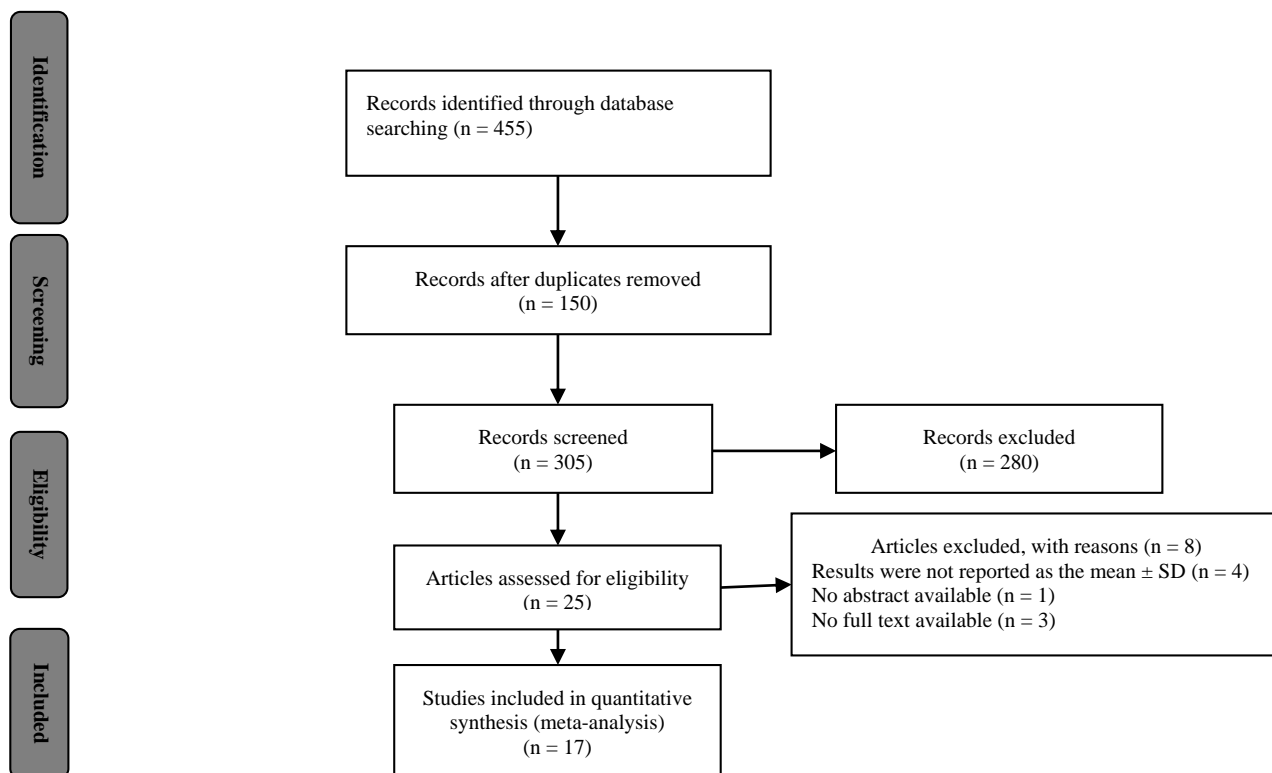 Identification
Records identified through database
searching (n = 455)
Screening
Records after duplicates removed
(n = 150)
Records screened
(n = 305)
Records excluded
(n = 280)
Eligibility
Articles assessed for eligibility
(n = 25)
Articles excluded, with reasons (n = 8)
Results were not reported as the mean ± SD (n = 4)
No abstract available (n = 1)
No full text available (n = 3)
Included
Studies included in quantitative
synthesis (meta-analysis)
(n = 17)